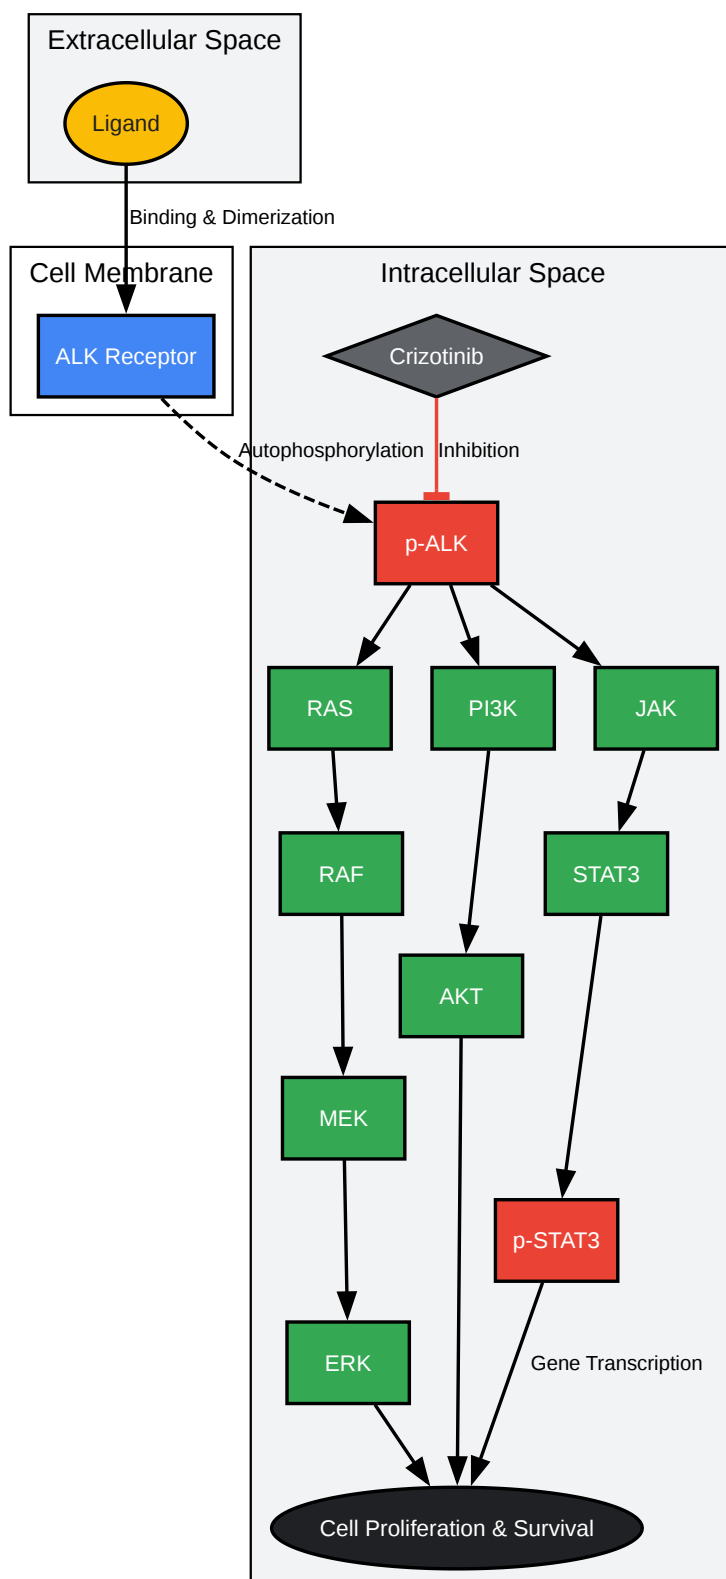 Extracellular Space
Ligand
Binding & Dimerization
Cell Membrane
Intracellular Space
ALK Receptor
Crizotinib
Autophosphorylation
Inhibition
p-ALK
RAS
PI3K
JAK
RAF
STAT3
AKT
MEK
p-STAT3
ERK
Gene Transcription
Cell Proliferation & Survival